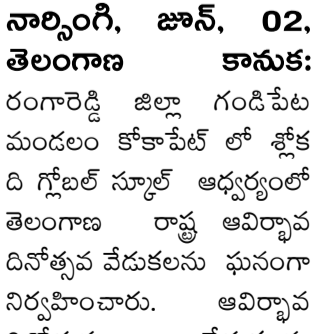 నార్సింగి, జూన్, 02,
తెలంగాణ కానుక:
రంగారెడ్డి జిల్లా గండిపేట
మండలం కోకాపేట్ లో శ్లోక
ది గ్లోబల్ స్కూల్ ఆధ్వర్యంలో
తెలంగాణ రాష్ట్ర ఆవిర్భావ
దినోత్సవ వేడుకలను ఘనంగా
నిర్వహించారు. ఆవిర్భావ